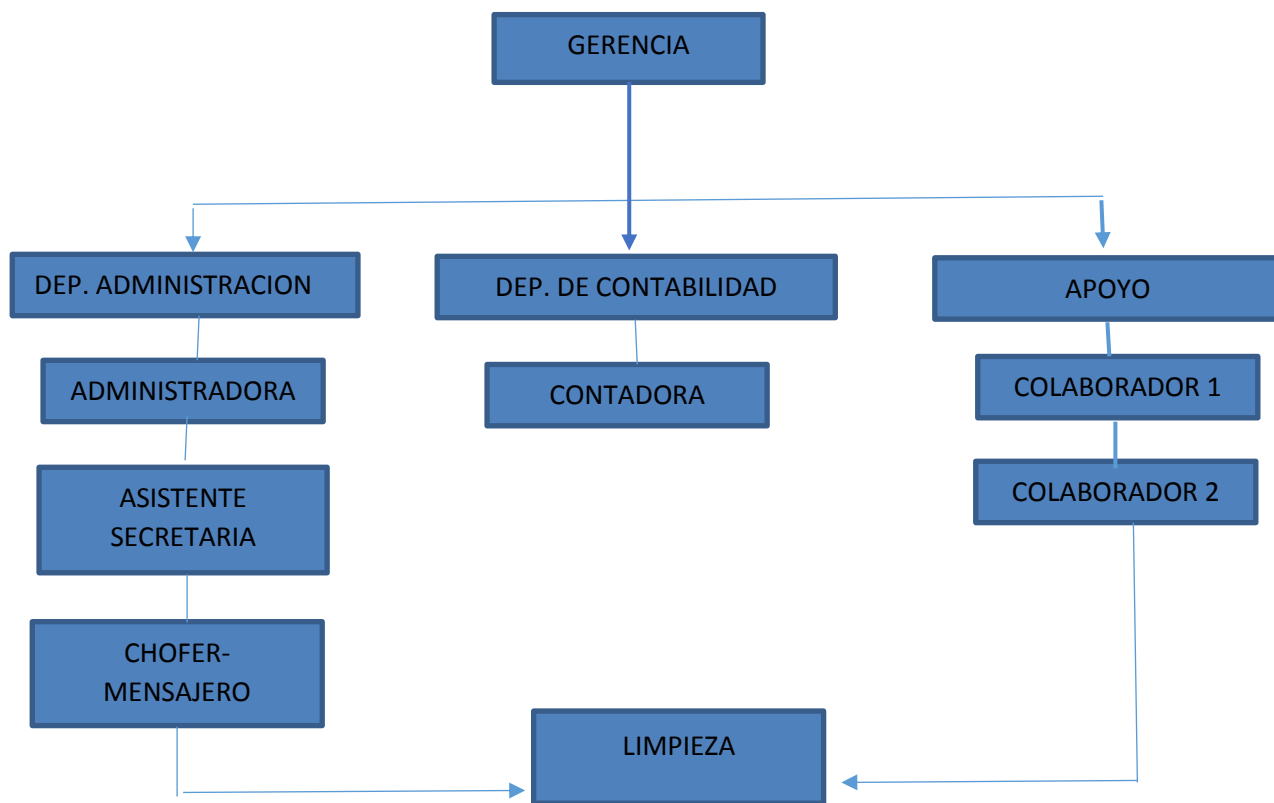 GERENCIA
DEP. ADMINISTRACION
DEP. DE CONTABILIDAD
APOYO
ADMINISTRADORA
CONTADORA
COLABORADOR 1
ASISTENTE
SECRETARIA
COLABORADOR 2
CHOFER-
MENSAJERO
LIMPIEZA